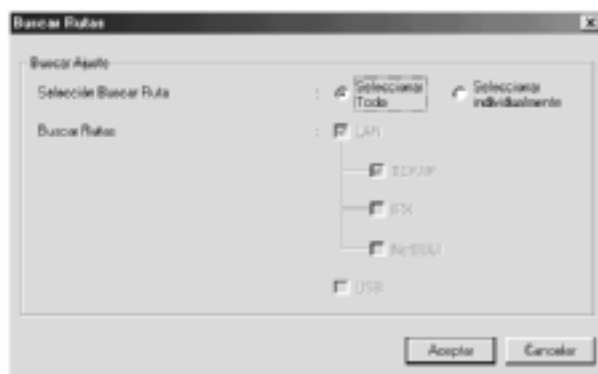 Buscar Rutas
Buscar Ajuste
Selección Buscar Ruta : Seleccionar Todo Seleccionar individualmente
Buscar Rutas : LAN
TCP/IP
IPX
NetBEUI
USB
Aceptar Cancelar